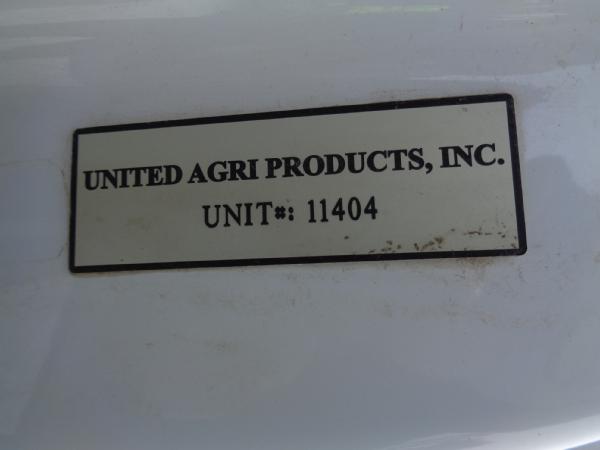 UNITED AGRI PRODUCTS, INC.
UNIT#: 11404